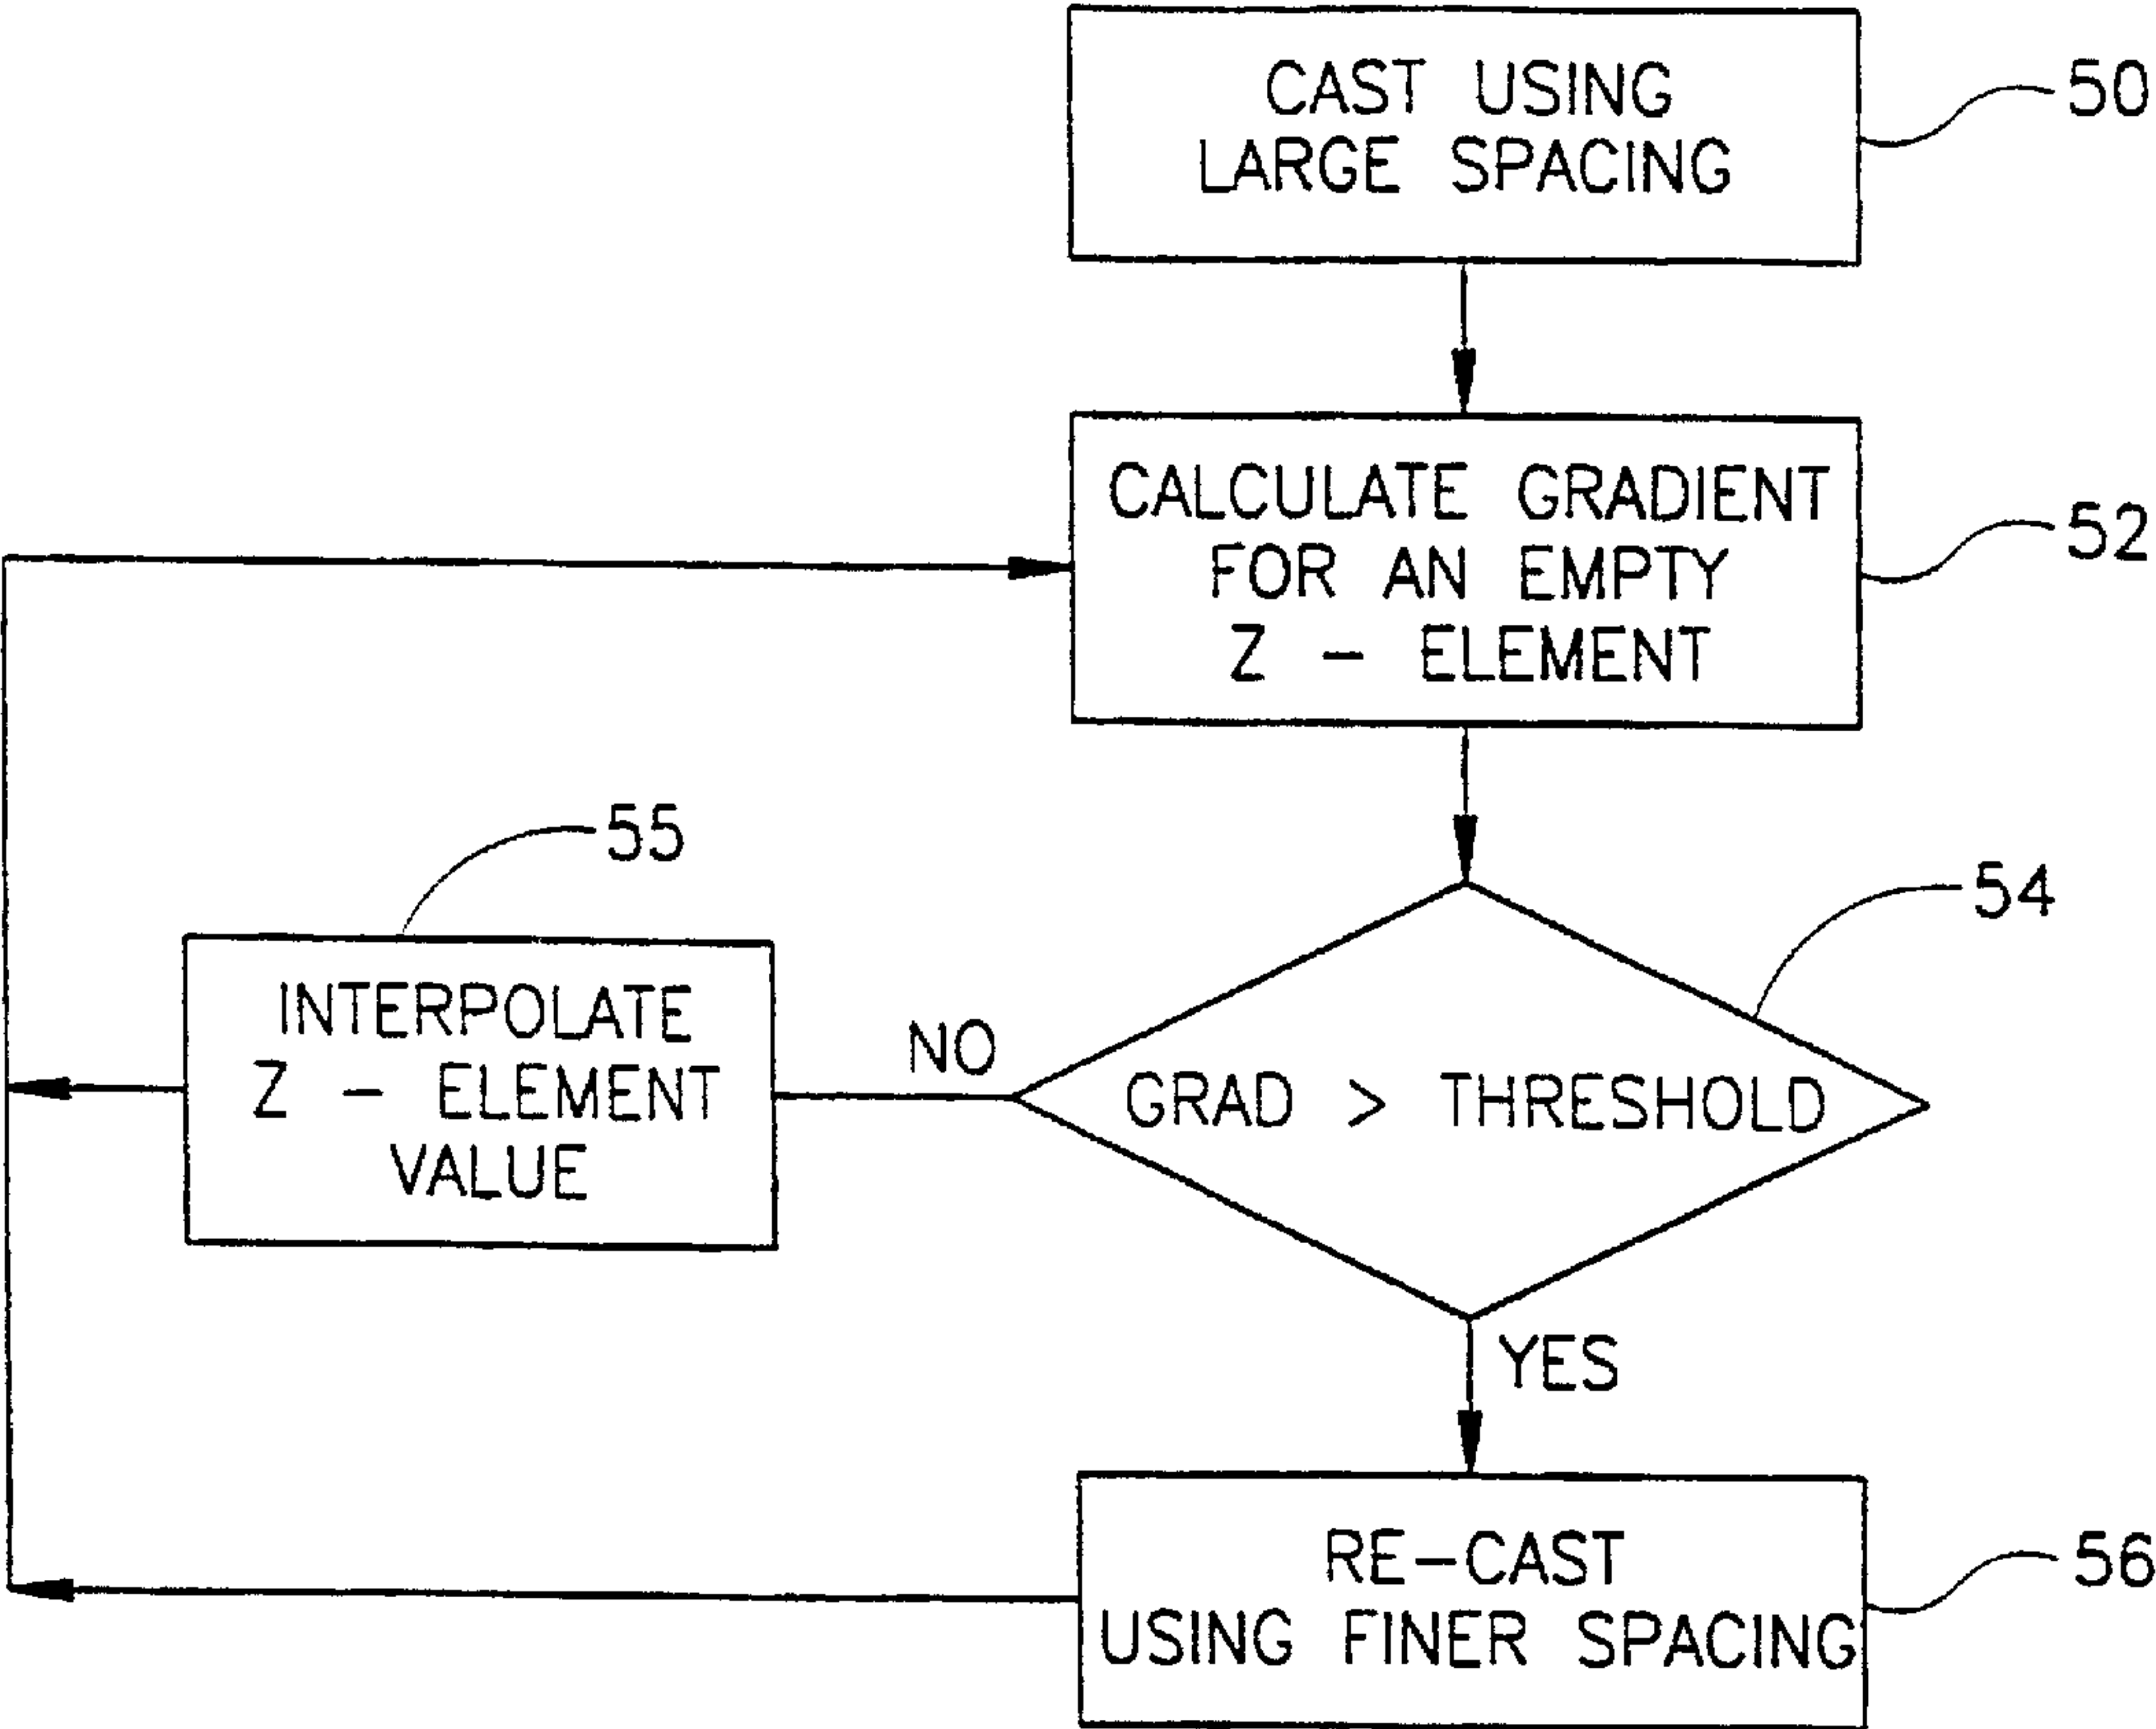 CAST USING
LARGE SPACING
50
CALCULATE GRADIENT
FOR AN EMPTY
Z - ELEMENT
52
55
54
INTERPOLATE
Z - ELEMENT
VALUE
NO
GRAD > THRESHOLD
YES
RE-CAST
USING FINER SPACING
56